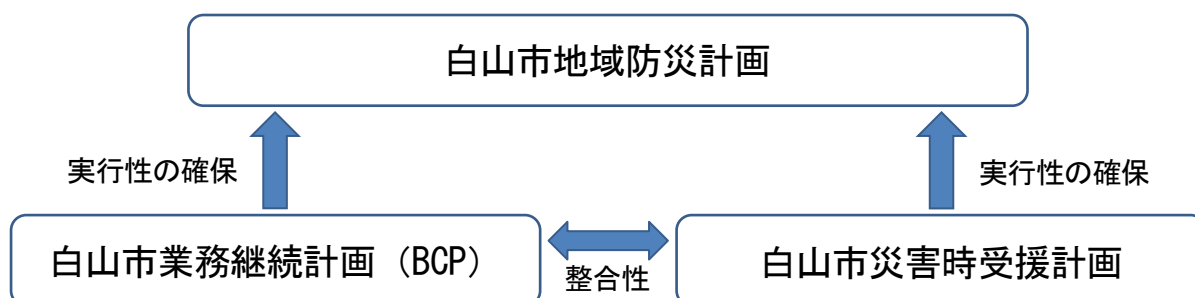 白山市地域防災計画
実行性の確保
実行性の確保
白山市業務継続計画（BCP）
整合性
白山市災害時受援計画